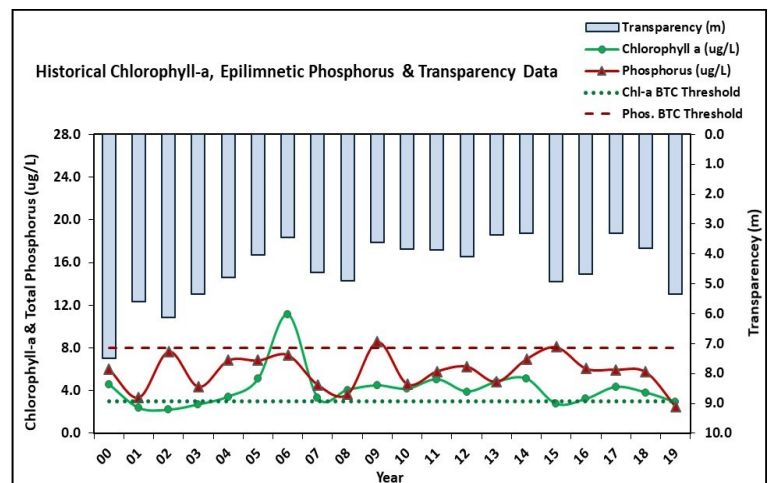 Historical Chlorophyll-a, Epilimnetic Phosphorus & Transparency Data
Transparency (m)
Chlorophyll a (ug/L)
Phosphorus (ug/L)
Chl-a BTC Threshold
Phos. BTC Threshold
Chlorophyll-a & Total Phosphorus (ug/L)
28.0
24.0
20.0
16.0
12.0
8.0
4.0
0.0
0.0
1.0
2.0
3.0
4.0
5.0
6.0
7.0
8.0
9.0
10.0
Transparencey (m)
00 01 02 03 04 05 06 07 08 09 10 11 12 13 14 15 16 17 18 19
Year